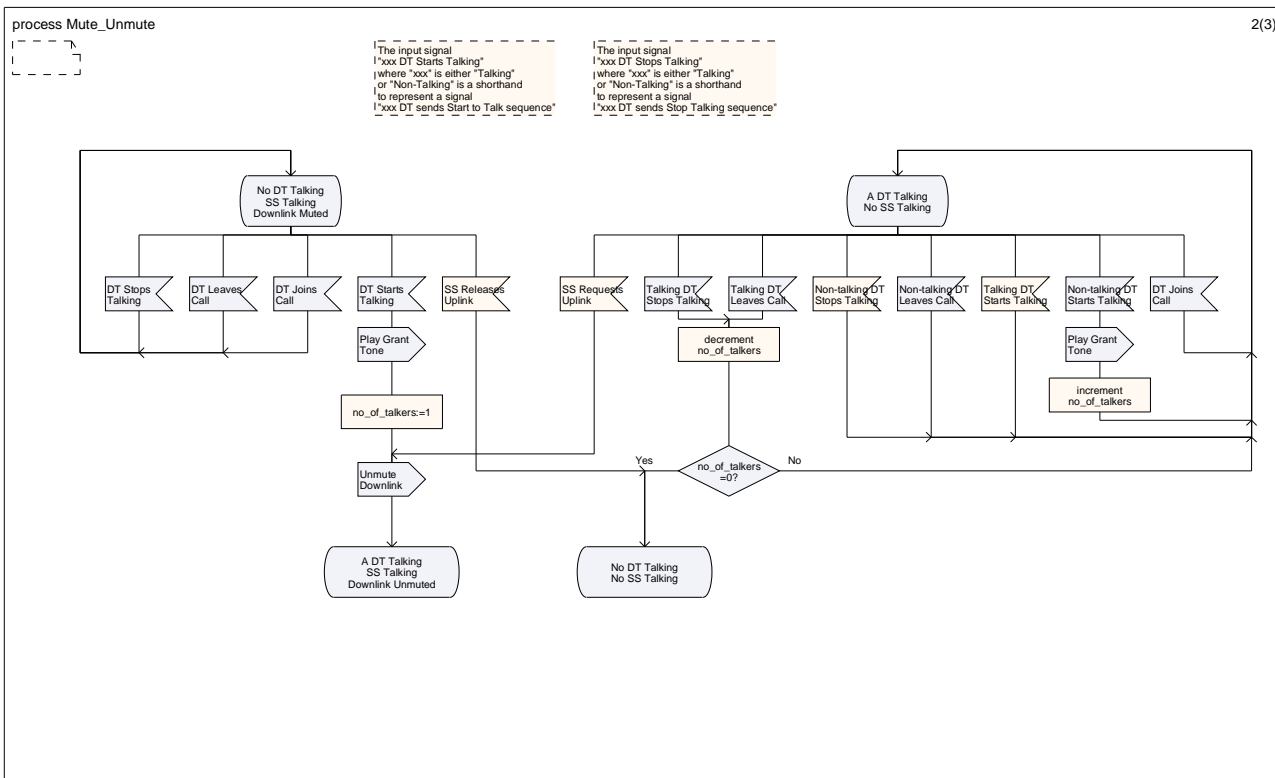 process Mute_Unmute
2(3)
The input signal
"xxx DT Starts Talking"
where "xxx" is either "Talking"
or "Non-Talking" is a shorthand
to represent a signal
"xxx DT sends Start to Talk sequence"
The input signal
"xxx DT Stops Talking"
where "xxx" is either "Talking"
or "Non-Talking" is a shorthand
to represent a signal
"xxx DT sends Stop Talking sequence"
No DT Talking
SS Talking
Downlink Muted
A DT Talking
No SS Talking
DT Stops
Talking
DT Leaves
Call
DT Joins
Call
DT Starts
Talking
SS Releases
Uplink
SS Requests
Uplink
Talking DT
Stops Talking
Talking DT
Leaves Call
Non-talking DT
Stops Talking
Non-talking DT
Leaves Call
Talking DT
Starts Talking
Non-talking DT
Starts Talking
DT Joins
Call
Play Grant
Tone
decrement
no_of_talkers
Play Grant
Tone
no_of_talkers:=1
increment
no_of_talkers
Unmute
Downlink
Yes
no_of_talkers
=0?
No
A DT Talking
SS Talking
Downlink Unmuted
No DT Talking
No SS Talking